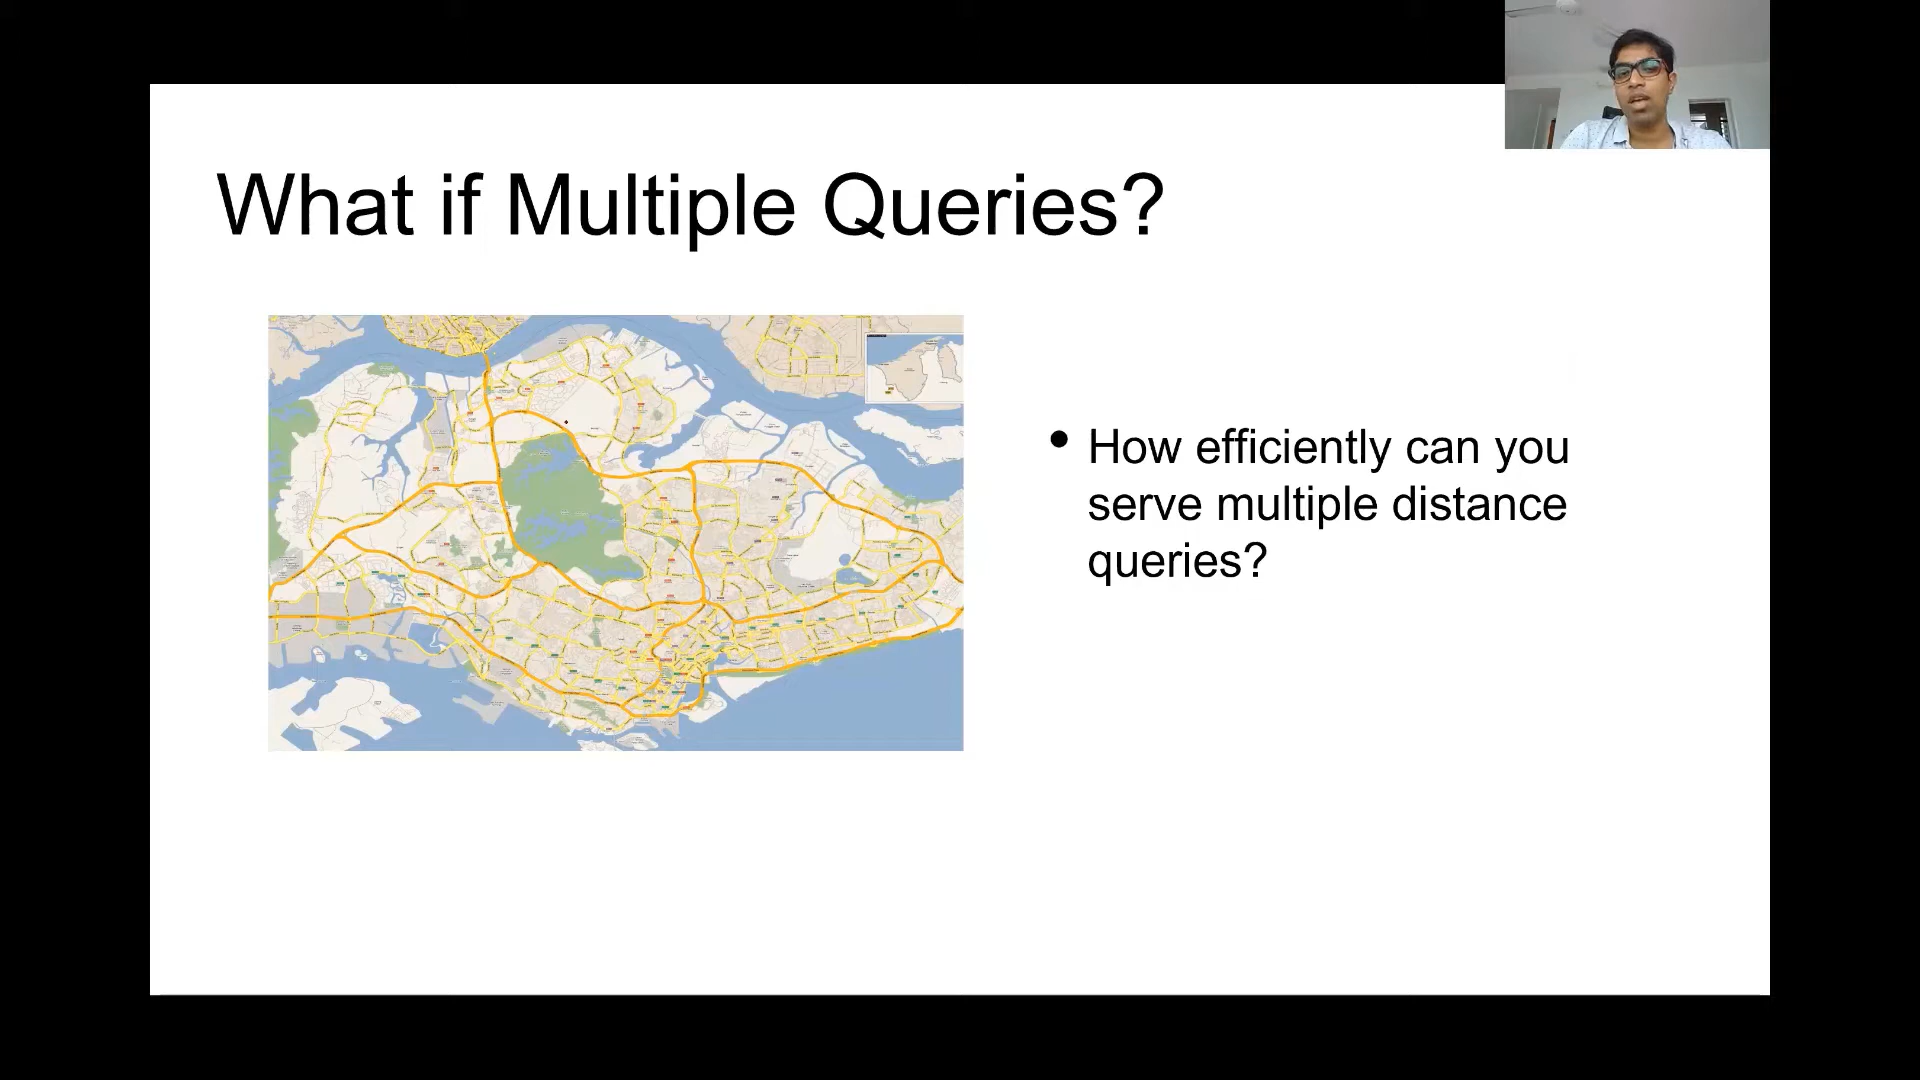 What if Multiple Queries?
• How efficiently can you
serve multiple distance
queries?